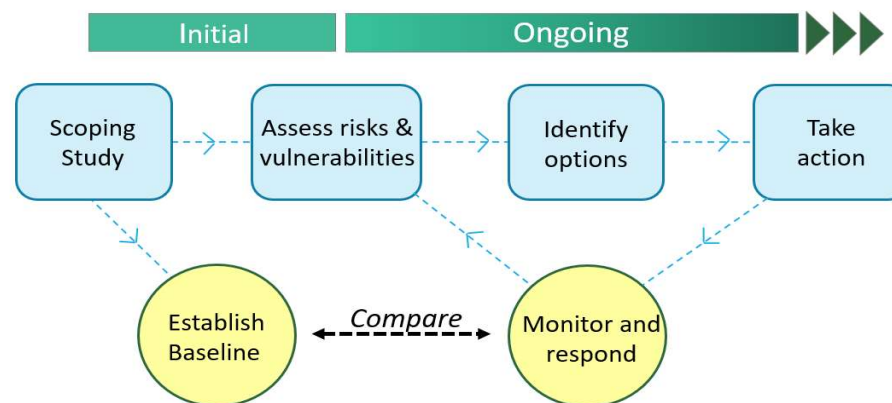 Initial
Ongoing
Scoping
Study
Assess risks &
vulnerabilities
Identify
options
Take
action
Establish
Baseline
Compare
Monitor and
respond